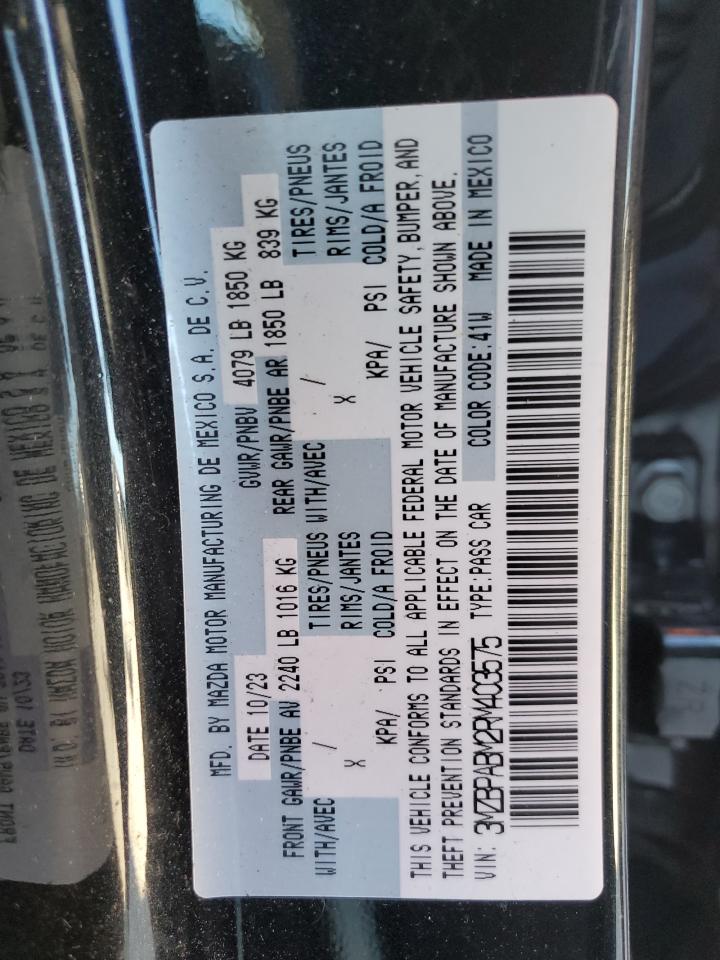 MFD. BY MAZDA MOTOR MANUFACTURING DE MEXICO S.A. DE C.V.
DATE 10/23 GVWR/PNBV 4079 LB 1850 KG
FRONT GAWR/PNBE AV 2240 LB 1016 KG REAR GAWR/PNBE AR 1850 LB 839 KG
WITH/AVEC / TIRES/PNEUS WITH/AVEC / TIRES/PNEUS
X RIMS/JANTES X RIMS/JANTES
KPA/ PSI COLD/A FROID KPA/ PSI COLD/A FROID
THIS VEHICLE CONFORMS TO ALL APPLICABLE FEDERAL MOTOR VEHICLE SAFETY, BUMPER, AND
THEFT PREVENTION STANDARDS IN EFFECT ON THE DATE OF MANUFACTURE SHOWN ABOVE.
VIN: 3MZBPABM2RM403575 TYPE:PASS CAR COLOR CODE:41W MADE IN MEXICO